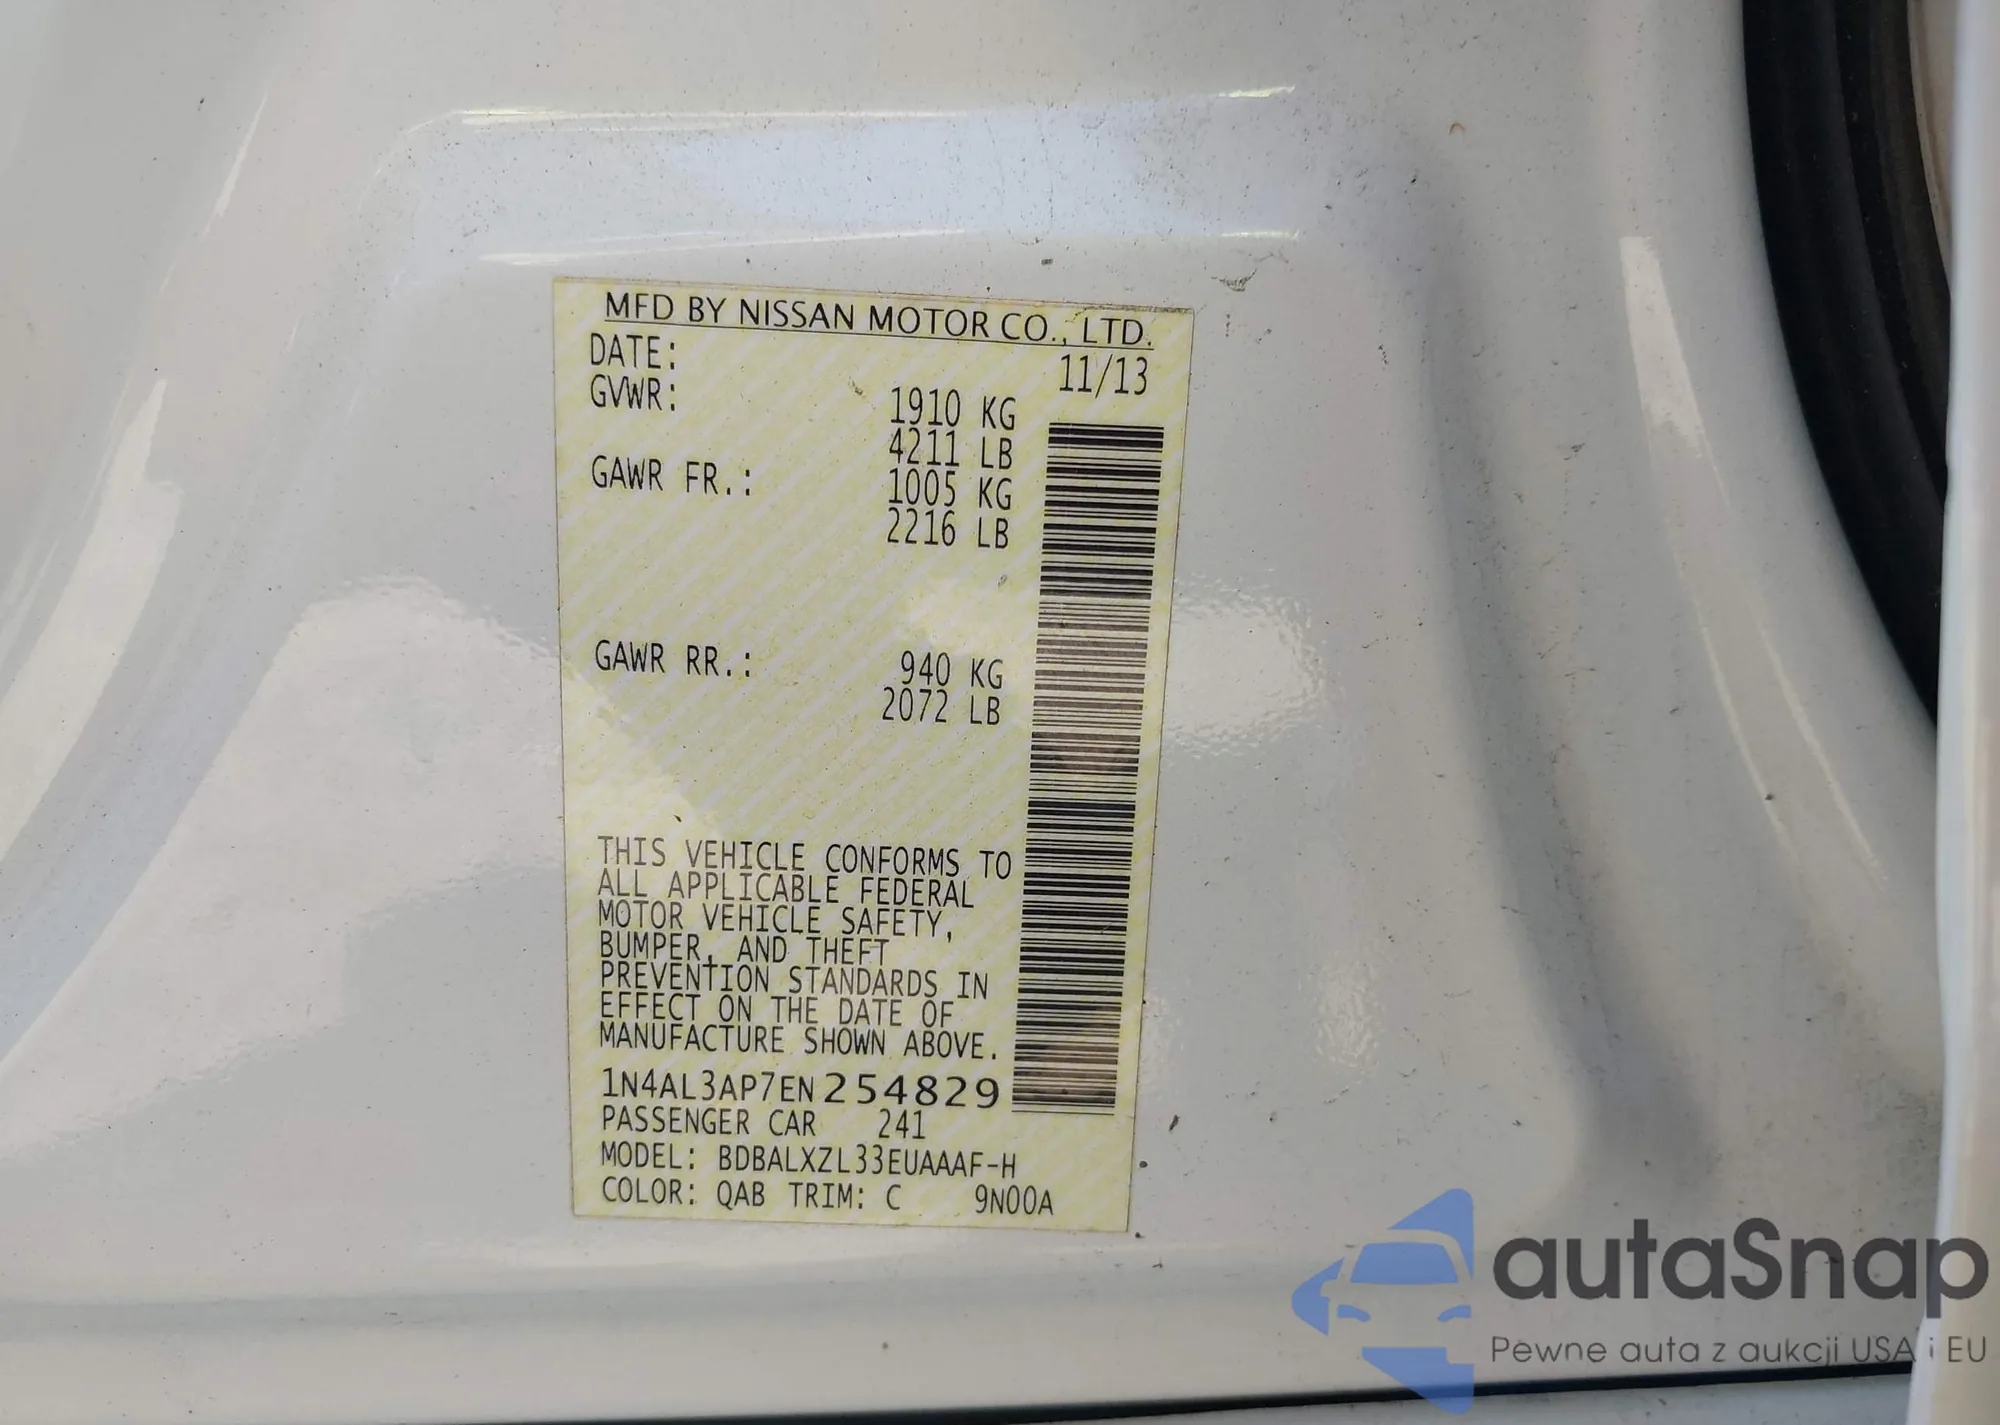 MFD BY NISSAN MOTOR CO., LTD.
DATE: 11/13
GVWR: 1910 KG
4211 LB
GAWR FR.: 1005 KG
2216 LB
GAWR RR.: 940 KG
2072 LB
THIS VEHICLE CONFORMS TO
ALL APPLICABLE FEDERAL
MOTOR VEHICLE SAFETY,
BUMPER, AND THEFT
PREVENTION STANDARDS IN
EFFECT ON THE DATE OF
MANUFACTURE SHOWN ABOVE.
1N4AL3AP7EN254829
PASSENGER CAR 241
MODEL: BDBALXZL33EUAAAF-H
COLOR: QAB TRIM: C 9N00A
autaSnap
Pewne auta z aukcji USA i EU